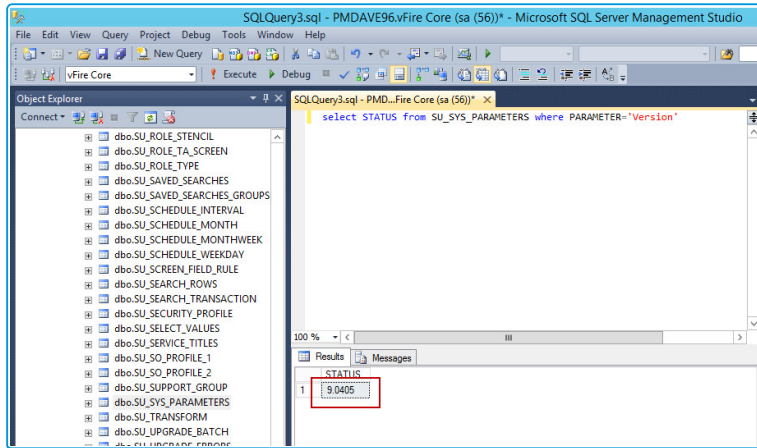 SQLQuery3.sql - PMDAVE96.vFire Core (sa (56))* - Microsoft SQL Server Management Studio
File Edit View Query Project Debug Tools Window Help
New Query
vFire Core Execute Debug
Object Explorer
SQLQuery3.sql - PMD...Fire Core (sa (56))*
Connect
select STATUS from SU_SYS_PARAMETERS where PARAMETER='Version'
dbo.SU_ROLE_STENCIL
dbo.SU_ROLE_TA_SCREEN
dbo.SU_ROLE_TYPE
dbo.SU_SAVED_SEARCHES
dbo.SU_SAVED_SEARCHES_GROUPS
dbo.SU_SCHEDULE_INTERVAL
dbo.SU_SCHEDULE_MONTH
dbo.SU_SCHEDULE_MONTHWEEK
dbo.SU_SCHEDULE_WEEKDAY
dbo.SU_SCREEN_FIELD_RULE
dbo.SU_SEARCH_ROWS
dbo.SU_SEARCH_TRANSACTION
dbo.SU_SECURITY_PROFILE
dbo.SU_SELECT_VALUES
dbo.SU_SERVICE_TITLES
dbo.SU_SO_PROFILE_1
dbo.SU_SO_PROFILE_2
dbo.SU_SUPPORT_GROUP
dbo.SU_SYS_PARAMETERS
dbo.SU_TRANSFORM
dbo.SU_UPGRADE_BATCH
dbo.SU_UPGRADE_ERRORS
100 %
Results Messages
STATUS
1 9.0405